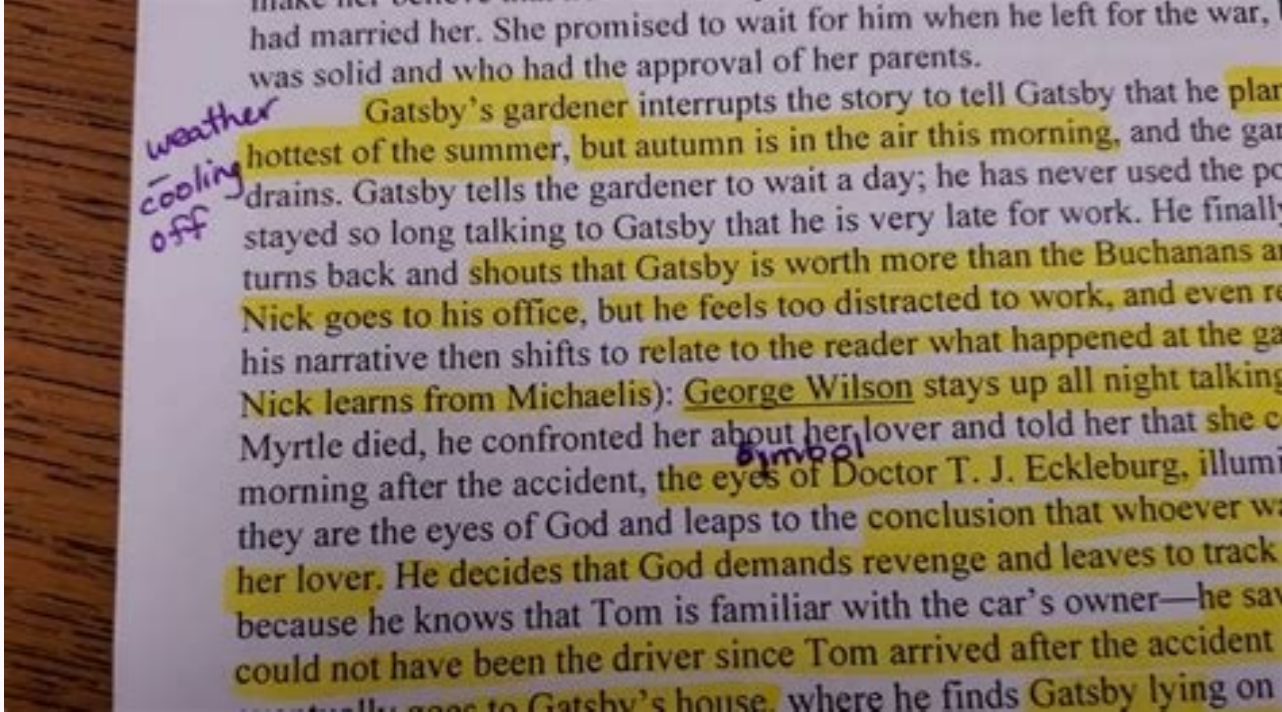 had married her. She promised to wait for him when he left for the war,
was solid and who had the approval of her parents.
weather
Gatsby's gardener interrupts the story to tell Gatsby that he
—
hottest of the summer, but autumn is in the air this morning, and the
cooling
drains. Gatsby tells the gardener to wait a day; he has never used the
off
stayed so long talking to Gatsby that he is very late for work. He
turns back and shouts that Gatsby is worth more than the Buchanans
Nick goes to his office, but he feels too distracted to work, and even
his narrative then shifts to relate to the reader what happened at the
Nick learns from Michaelis): George Wilson stays up all night talking
Myrtle died, he confronted her about her lover and told her that she
symbol
morning after the accident, the eyes of Doctor T. J. Eckleburg,
they are the eyes of God and leaps to the conclusion that whoever
her lover. He decides that God demands revenge and leaves to track
because he knows that Tom is familiar with the car's owner—he
could not have been the driver since Tom arrived after the accident
goes to Gatsby's house, where he finds Gatsby lying on